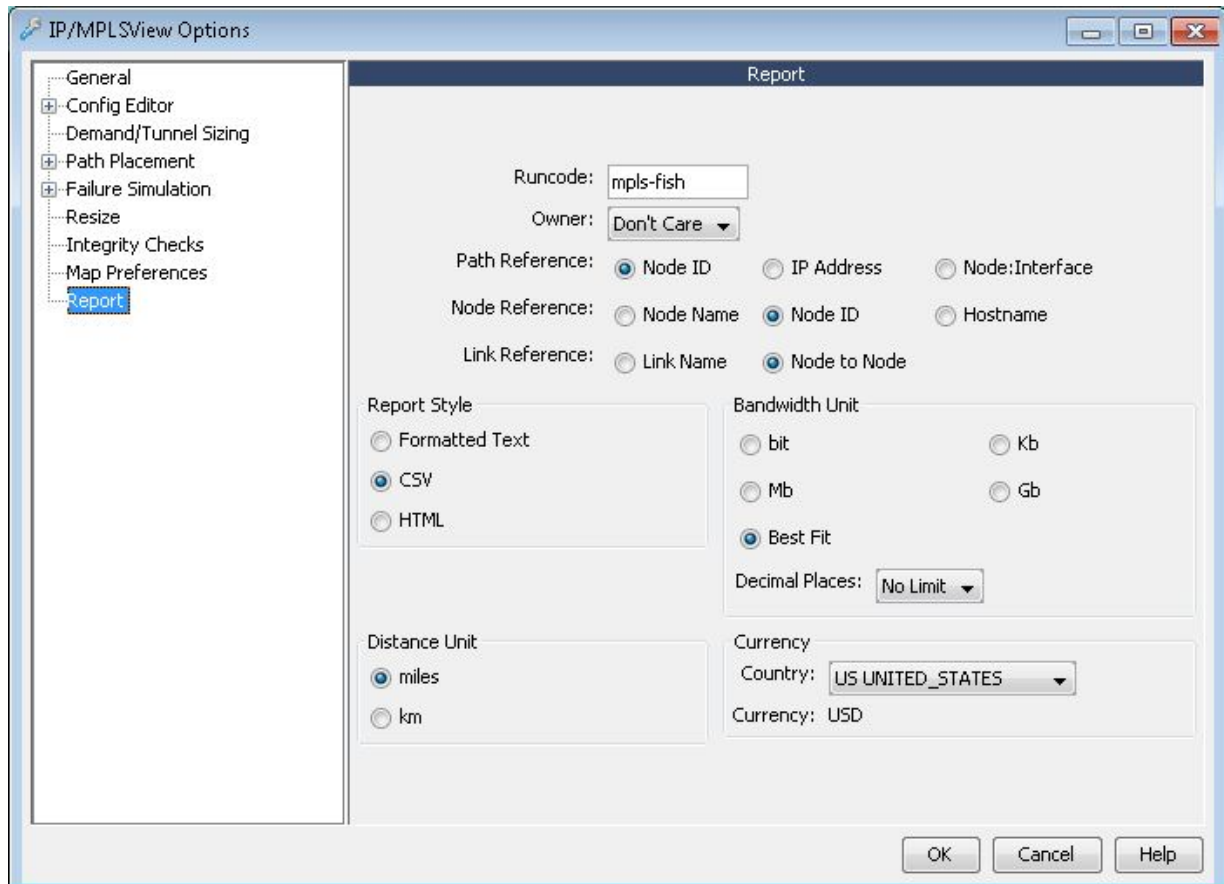 IP/MPLSView Options
General
Config Editor
Demand/Tunnel Sizing
Path Placement
Failure Simulation
Resize
Integrity Checks
Map Preferences
Report
Report
Runcode: mpls-fish
Owner: Don't Care
Path Reference: Node ID IP Address Node:Interface
Node Reference: Node Name Node ID Hostname
Link Reference: Link Name Node to Node
Report Style
Formatted Text
CSV
HTML
Bandwidth Unit
bit Kb
Mb Gb
Best Fit
Decimal Places: No Limit
Distance Unit
miles
km
Currency
Country: US UNITED_STATES
Currency: USD
OK Cancel Help